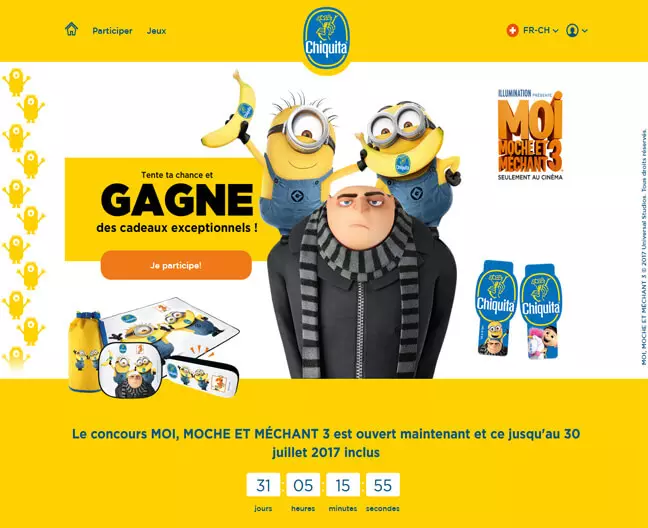 Participer
Jeux
Chiquita
FR-CH
ILLUMINATION PRÉSENTE
MOI
MOCHE ET
MÉCHANT 3
SEULEMENT AU CINÉMA
Tente ta chance et
GAGNE
des cadeaux exceptionnels !
Je participe!
Chiquita
Chiquita
MOI, MOCHE ET MÉCHANT 3 © 2017 Universal Studios. Tous droits réservés.
Le concours MOI, MOCHE ET MÉCHANT 3 est ouvert maintenant et ce jusqu'au 30
juillet 2017 inclus
31 : 05 : 15 : 55
jours heures minutes secondes